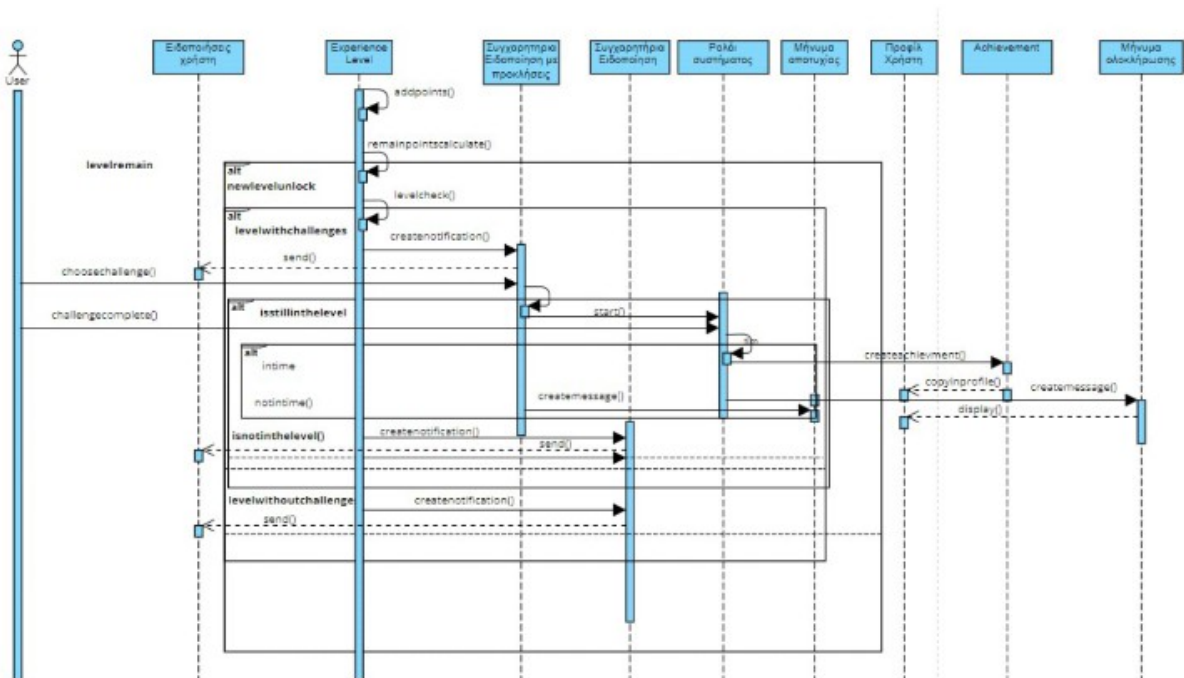 User
Ειδοποιήσεις
χρήστη
Experience
Level
Συγχαρητηρια
Ειδοποίηση με
προκλήσεις
Συγχαρητήρια
Ειδοποίηση
Ρολόι
συστήματος
Μήνυμα
αποτυχίας
Προφίλ
Χρήστη
Achievement
Μήνυμα
ολοκλήρωσης
addpoints()
remainpointscalculate()
levelremain
alt
newlevelunlock
levelcheck()
alt
levelwithchallenges
createnotification()
send()
choosechallenge()
alt
isstillinthelevel
start()
challengecomplete()
alt
intime
createachievment()
copyinprofile()
createmessage()
notintime()
createmessage()
display()
isnotinthelevel()
createnotification()
send()
levelwithoutchallenge
createnotification()
send()